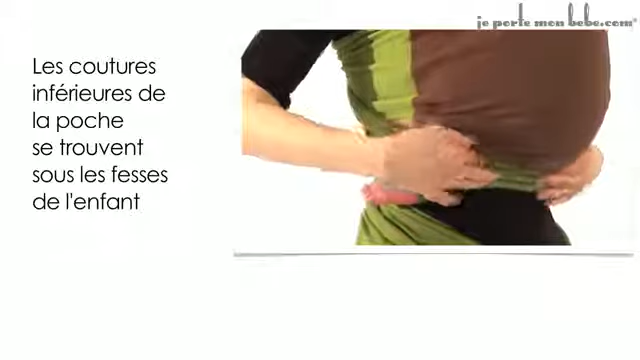 je porte mon bebe.com®
Les coutures
inférieures de
la poche
se trouvent
sous les fesses
de l'enfant